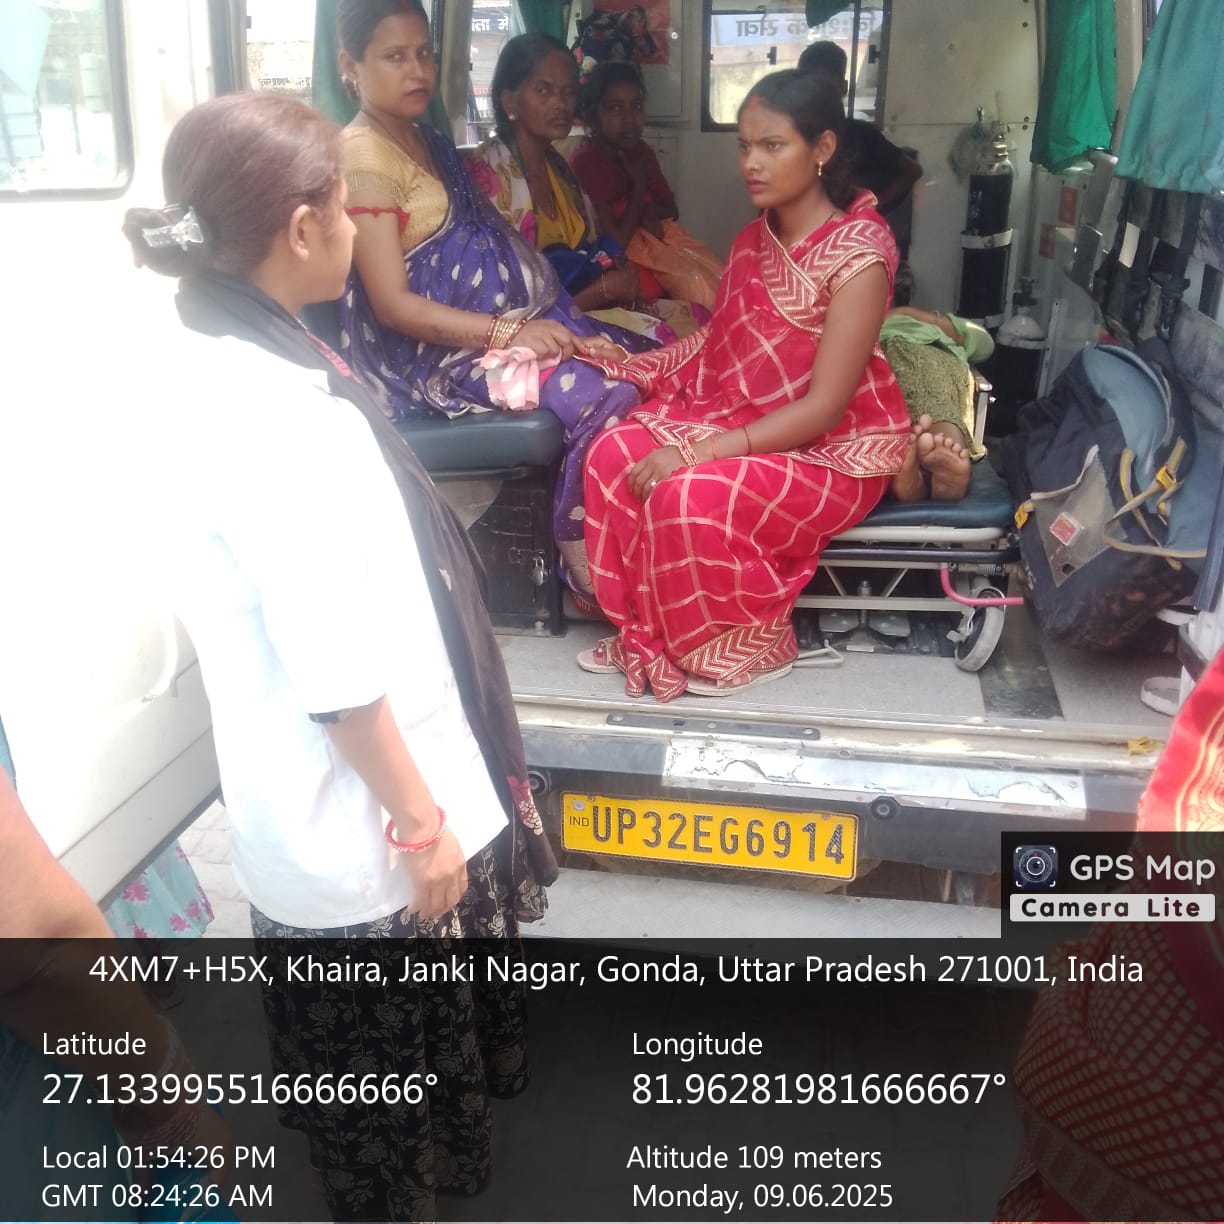 IND UP32EG6914
GPS Map
Camera Lite
4XM7+H5X, Khaira, Janki Nagar, Gonda, Uttar Pradesh 271001, India
Latitude
Longitude
27.133995516666666°
81.96281981666667°
Local 01:54:26 PM
Altitude 109 meters
GMT 08:24:26 AM
Monday, 09.06.2025